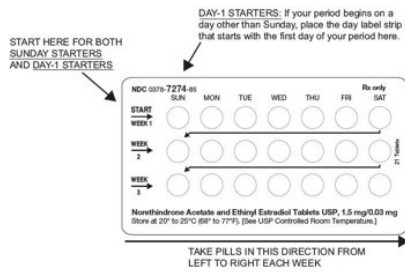 DAY-1 STARTERS: If your period begins on a
day other than Sunday, place the day label strip
that starts with the first day of your period here.
START HERE FOR BOTH
SUNDAY STARTERS
AND DAY-1 STARTERS
NDC 0378-7274-85
Rx only
SUN MON TUE WED THU FRI SAT
START
WEEK 1
WEEK
2
WEEK
3
21 Tablets
Norethindrone Acetate and Ethinyl Estradiol Tablets USP, 1.5 mg/0.03 mg
Store at 20° to 25°C (68° to 77°F). [See USP Controlled Room Temperature.]
TAKE PILLS IN THIS DIRECTION FROM
LEFT TO RIGHT EACH WEEK